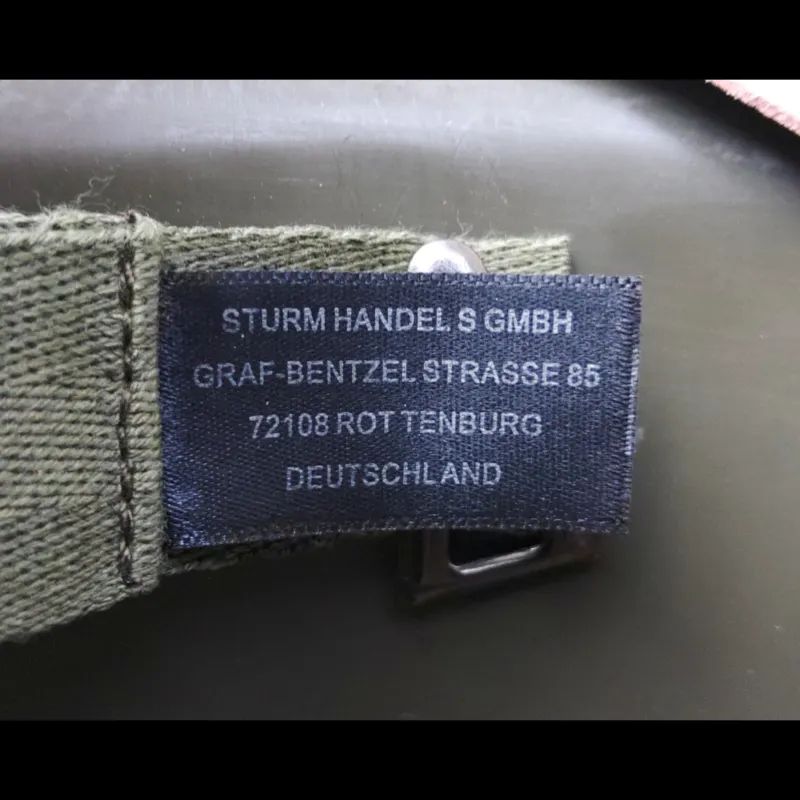 STURM HANDEL S GMBH
GRAF-BENTZEL STRASSE 85
72108 ROT TENBURG
DEUTSCHLAND